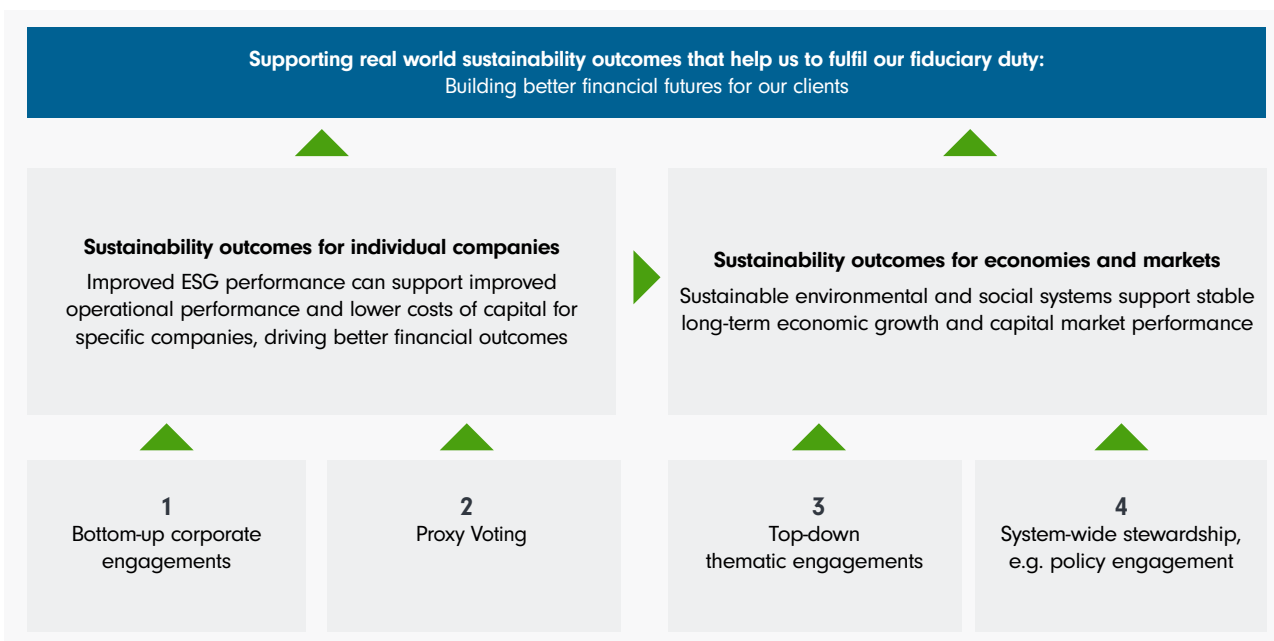 Supporting real world sustainability outcomes that help us to fulfil our fiduciary duty:
Building better financial futures for our clients
Sustainability outcomes for individual companies
Improved ESG performance can support improved
operational performance and lower costs of capital for
specific companies, driving better financial outcomes
Sustainability outcomes for economies and markets
Sustainable environmental and social systems support stable
long-term economic growth and capital market performance
1
Bottom-up corporate
engagements
2
Proxy Voting
3
Top-down
thematic engagements
4
System-wide stewardship,
e.g. policy engagement